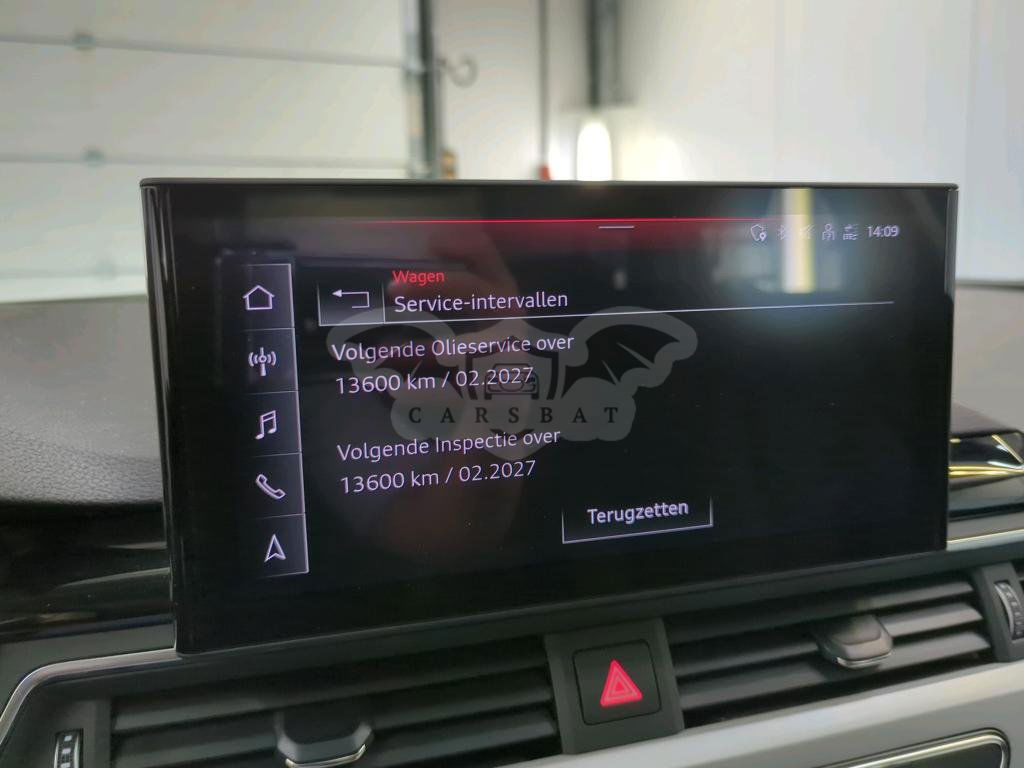 14:09
Wagen
Service-intervallen
Volgende Olieservice over
13600 km / 02.2027
CARSBAT
Volgende Inspectie over
13600 km / 02.2027
Terugzetten